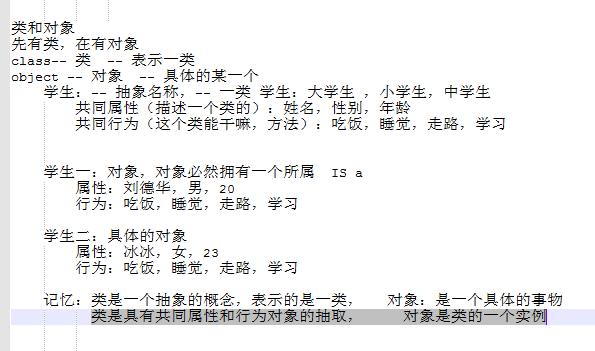 类和对象
先有类，在有对象
class-- 类  -- 表示一类
object -- 对象  -- 具体的某一个
学生：-- 抽象名称，-- 一类 学生：大学生 ，小学生，中学生
共同属性（描述一个类的）：姓名，性别，年龄
共同行为（这个类能干嘛，方法）：吃饭，睡觉，走路，学习
学生一：对象，对象必然拥有一个所属  IS a
属性：刘德华，男，20
行为：吃饭，睡觉，走路，学习
学生二：具体的对象
属性：冰冰，女，23
行为：吃饭，睡觉，走路，学习
记忆：类是一个抽象的概念，表示的是一类，   对象：是一个具体的事物
类是具有共同属性和行为对象的抽取，     对象是类的一个实例